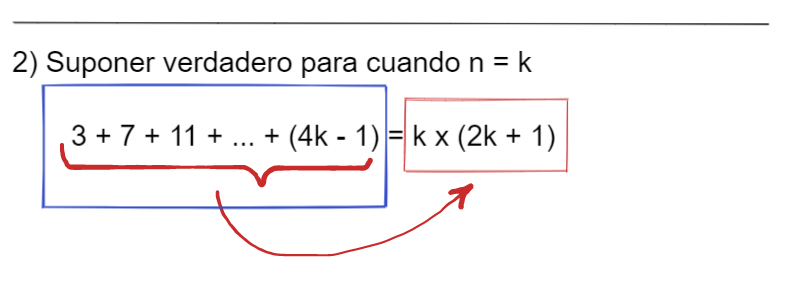 2) Suponer verdadero para cuando n = k
3 + 7 + 11 + ... + (4k - 1) = k x (2k + 1)